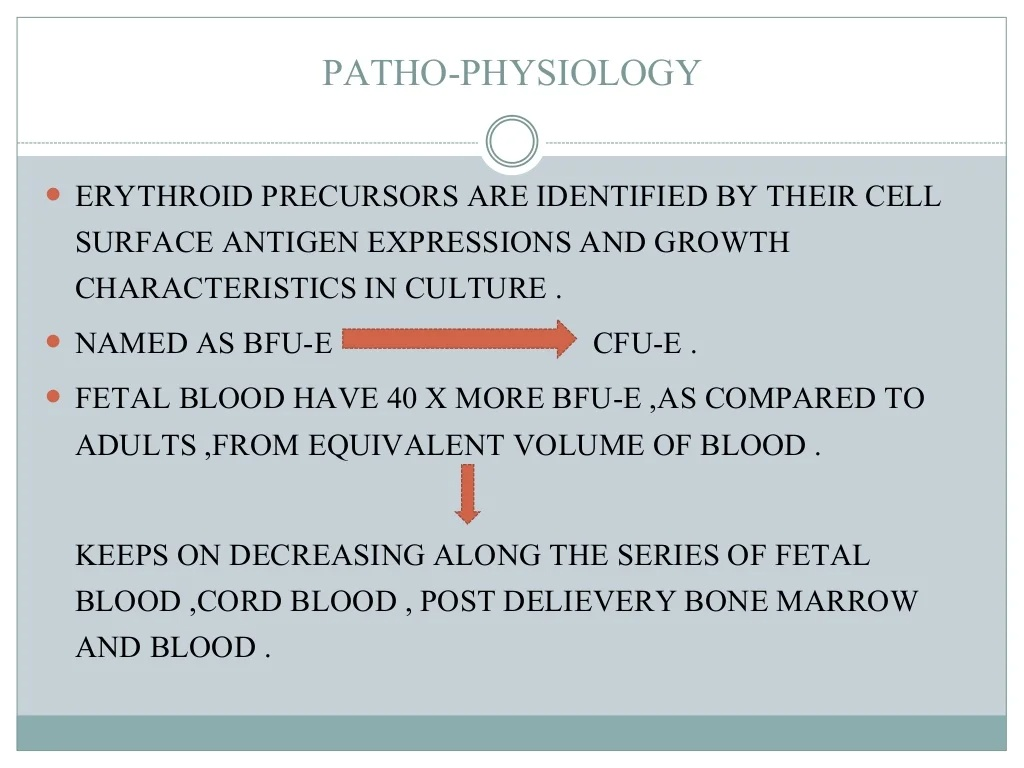 PATHO-PHYSIOLOGY
ERYTHROID PRECURSORS ARE IDENTIFIED BY THEIR CELL
SURFACE ANTIGEN EXPRESSIONS AND GROWTH
CHARACTERISTICS IN CULTURE .
NAMED AS BFU-E CFU-E .
FETAL BLOOD HAVE 40 X MORE BFU-E ,AS COMPARED TO
ADULTS ,FROM EQUIVALENT VOLUME OF BLOOD .
KEEPS ON DECREASING ALONG THE SERIES OF FETAL
BLOOD ,CORD BLOOD , POST DELIEVERY BONE MARROW
AND BLOOD .